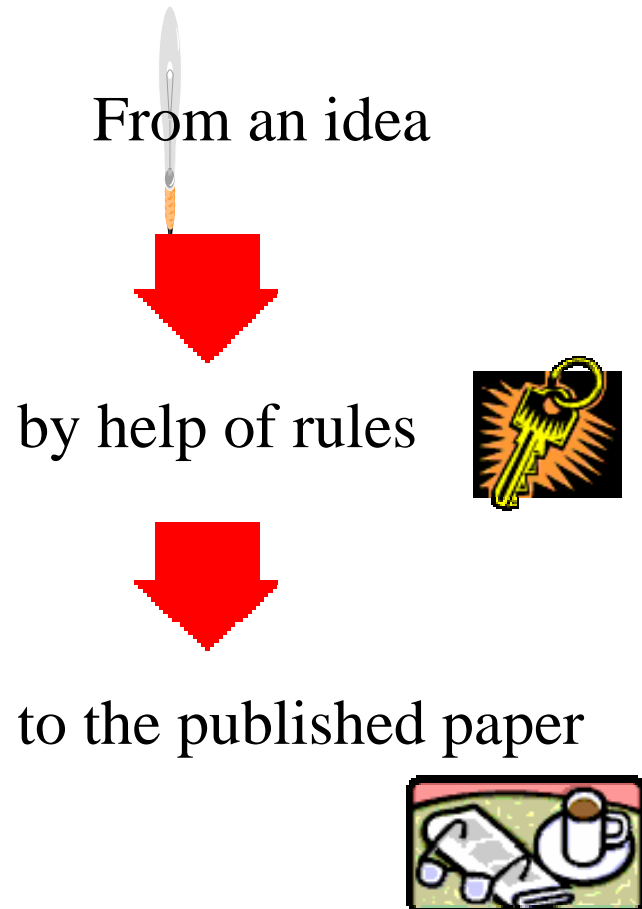 From an idea
by help of rules
to the published paper